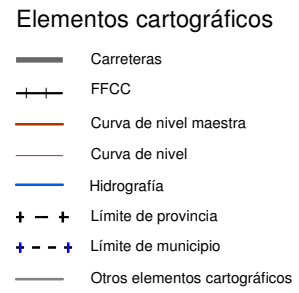 Elementos cartográficos
Carreteras
FFCC
Curva de nivel maestra
Curva de nivel
Hidrografía
Límite de provincia
Límite de municipio
Otros elementos cartográficos